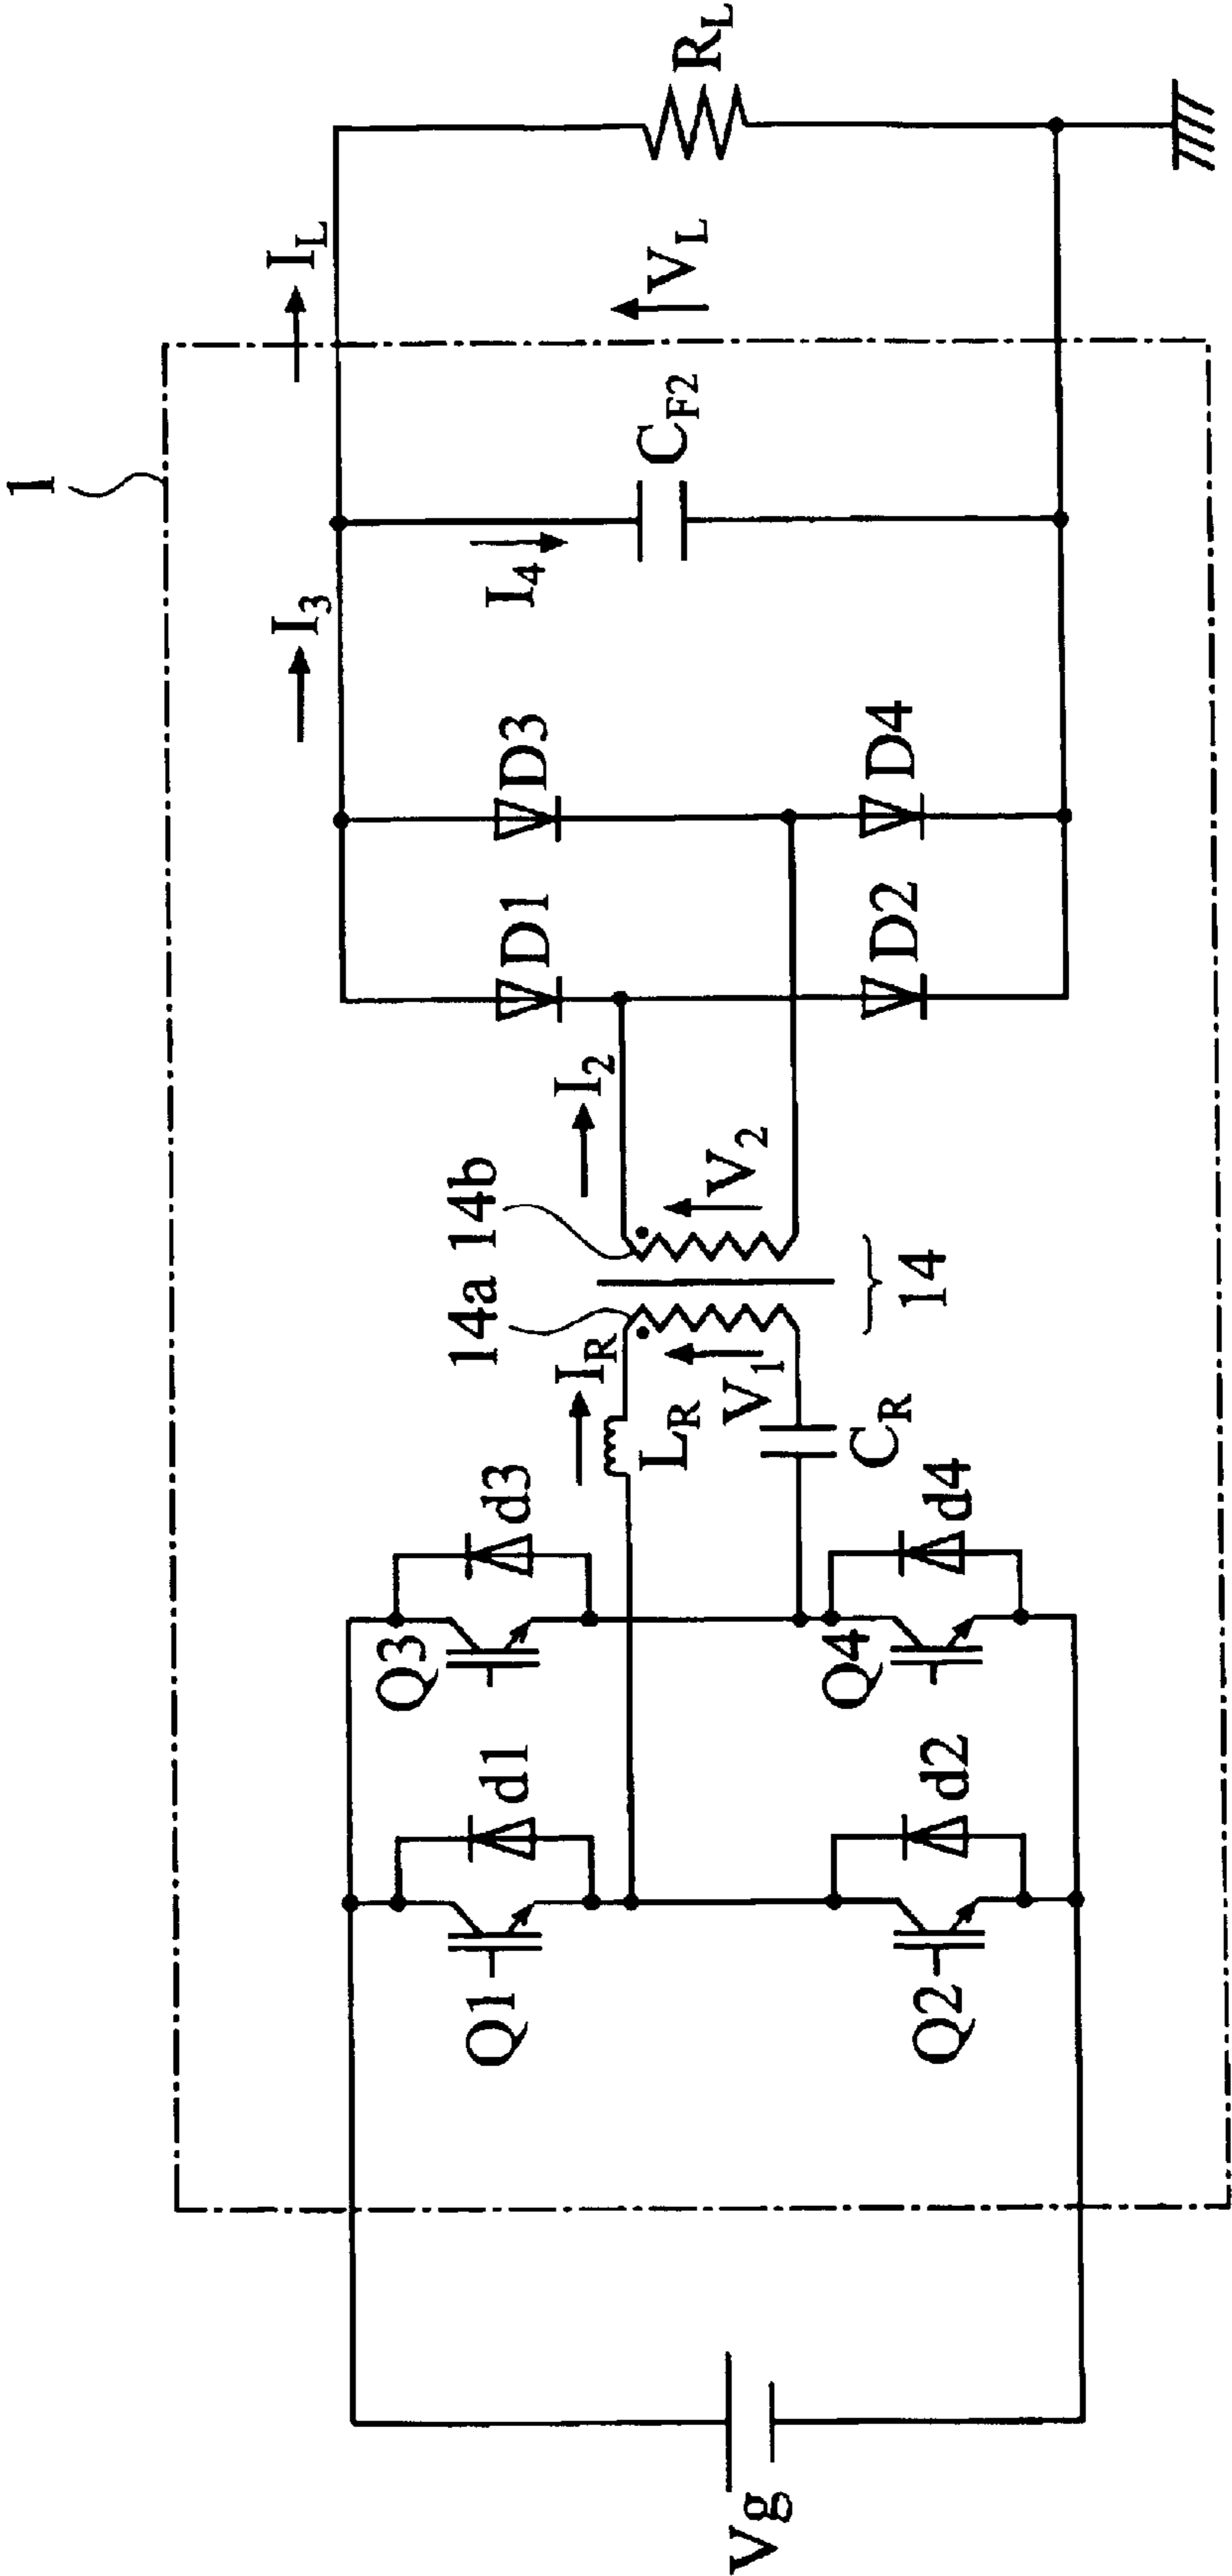 1
I_L
I_3
R_L
V_L
C_F2
I_4
D3
D4
D1
D2
I_2
V_2
14b
14a
14
I_R
V_1
L_R
C_R
d3
d4
Q3
Q4
d1
d2
Q1
Q2
Vg